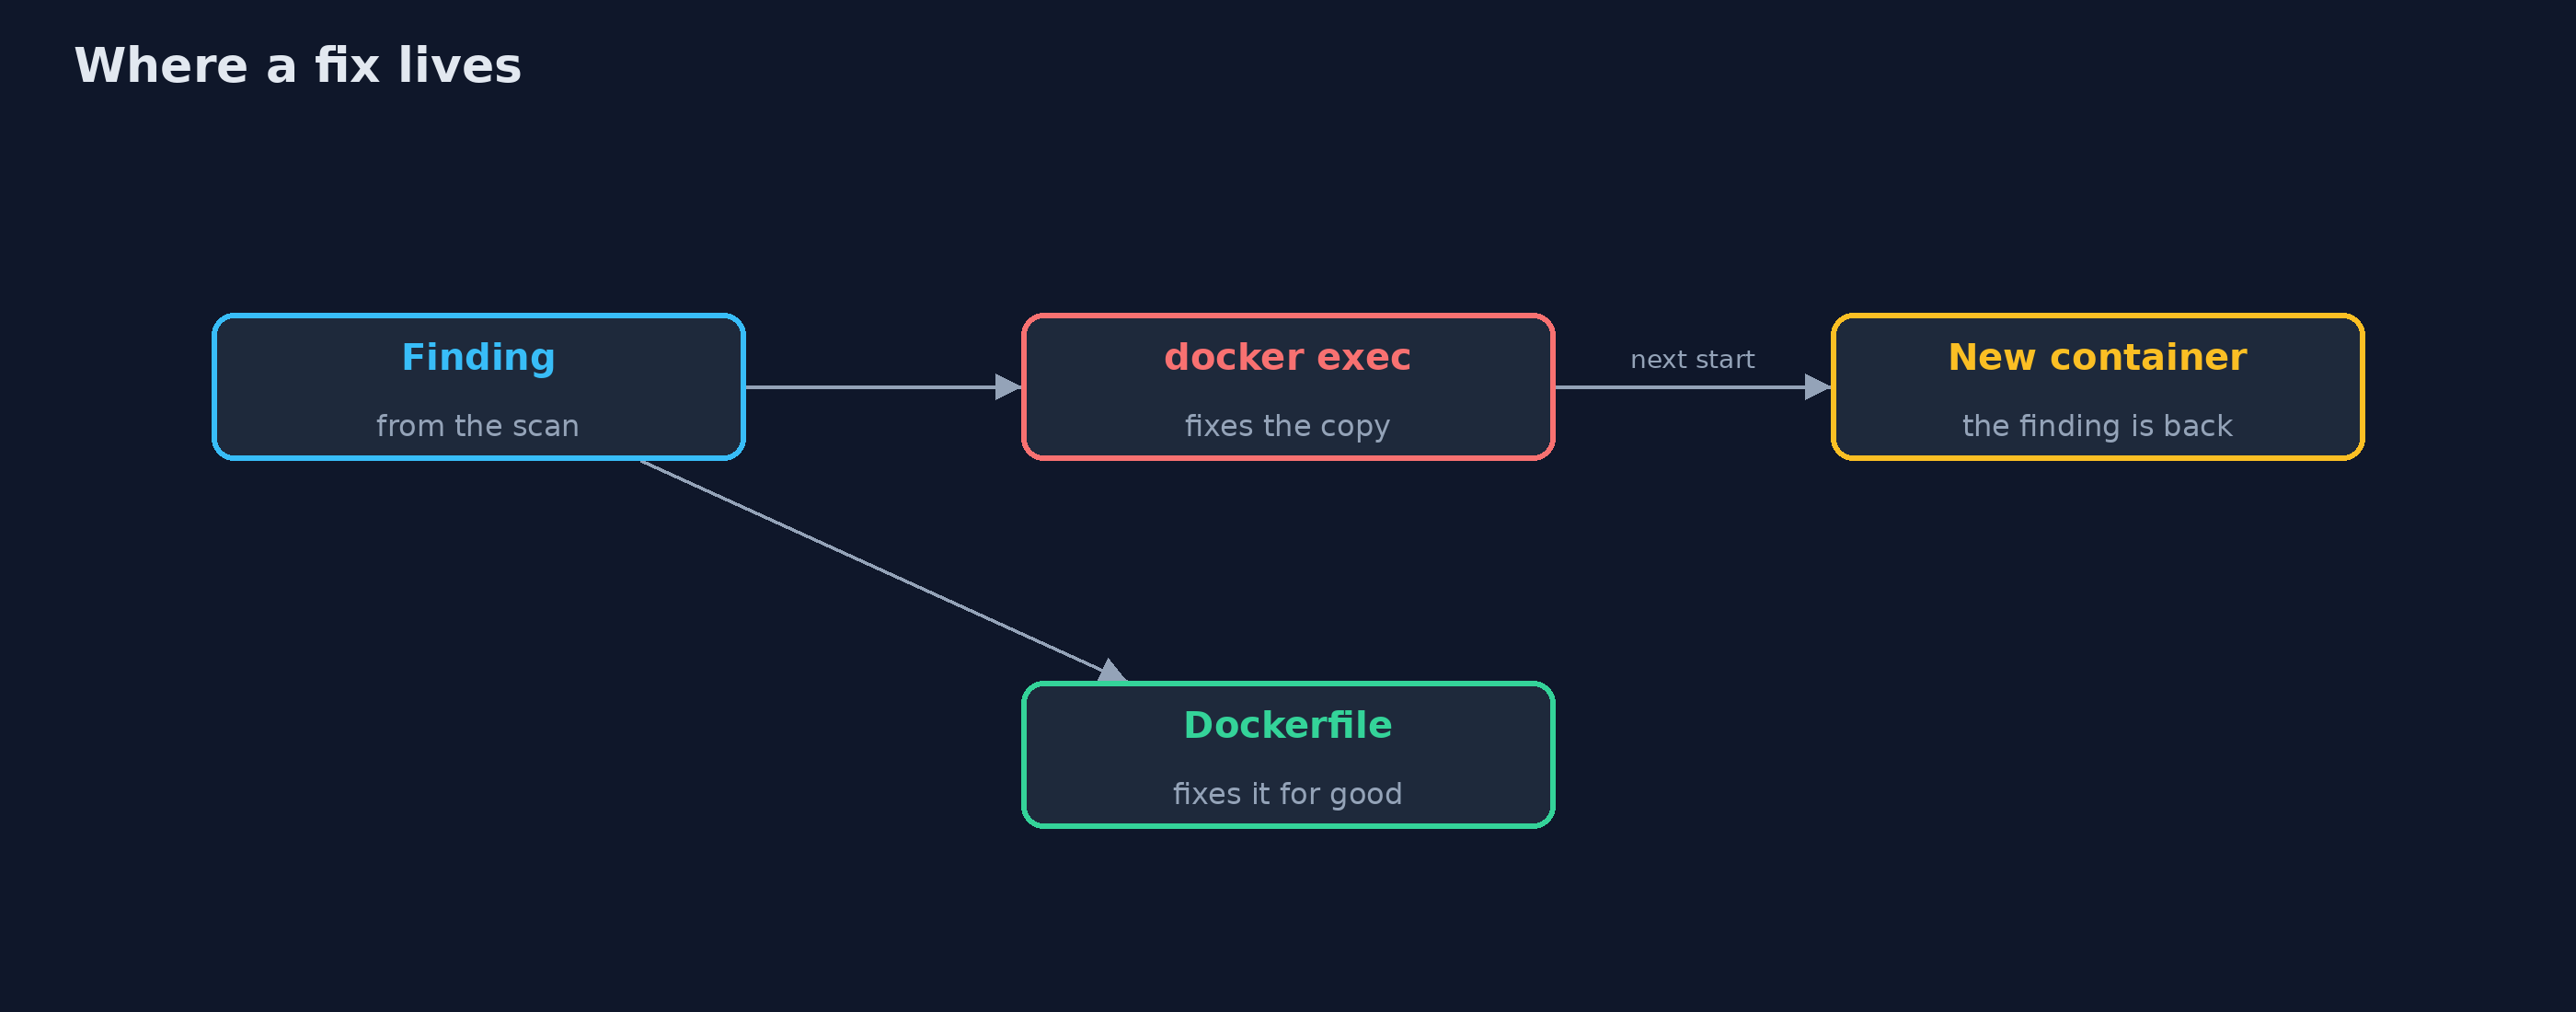 Where a fix lives
Finding
from the scan
docker exec
fixes the copy
next start
New container
the finding is back
Dockerfile
fixes it for good